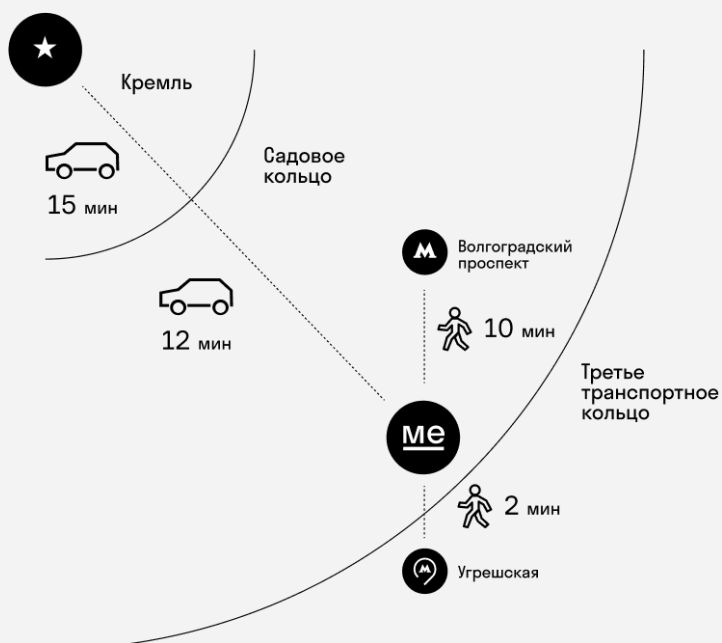 Кремль
Садовое
кольцо
15 мин
М
Волгоградский
проспект
12 мин
10 мин
Третье
транспортное
кольцо
ме
2 мин
М
Угрешская